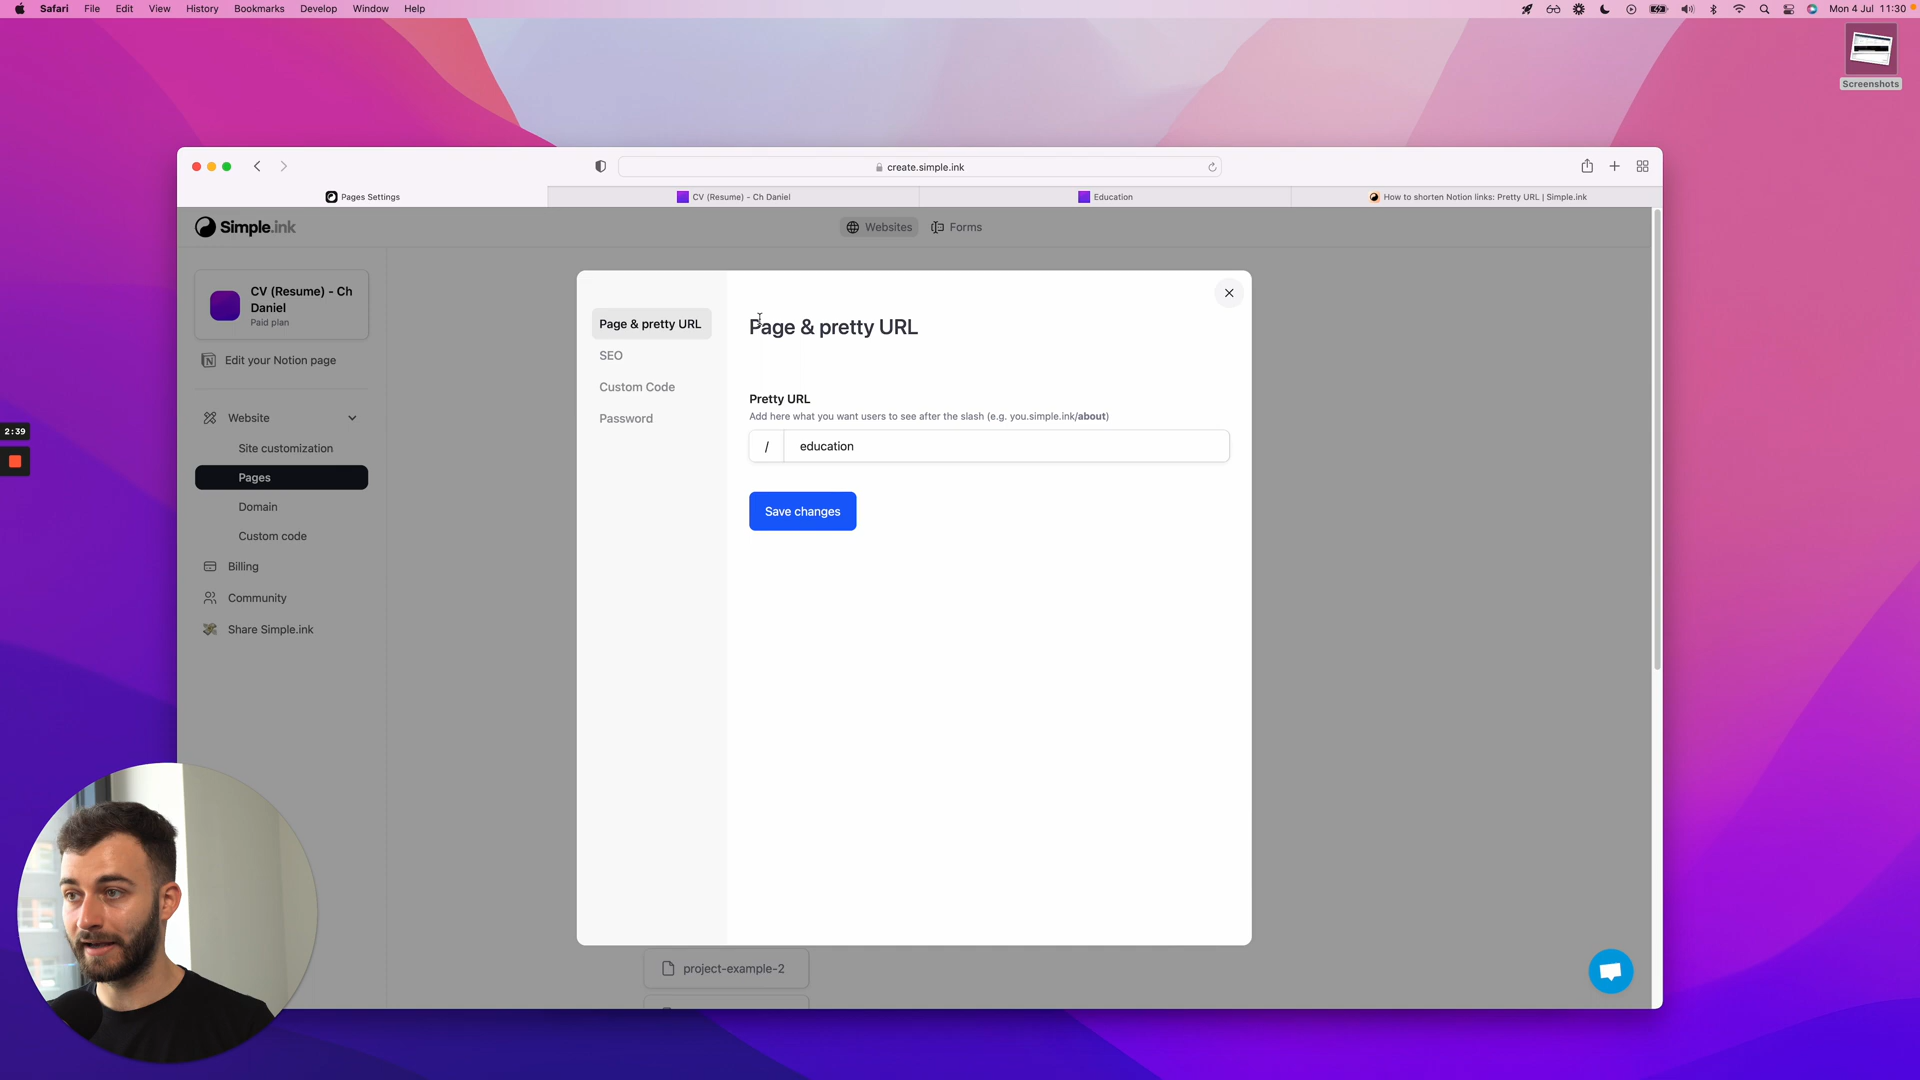 Safari File Edit View History Bookmarks Develop Window Help
Mon 4 Jul 11:30
Screenshots
create.simple.ink
Pages Settings
CV (Resume) - Ch Daniel
Education
How to shorten Notion links: Pretty URL | Simple.ink
Simple.ink
Websites
Forms
CV (Resume) - Ch
Daniel
Paid plan
Edit your Notion page
Website
Site customization
Pages
Domain
Custom code
Billing
Community
Share Simple.ink
2:39
Page & pretty URL
SEO
Custom Code
Password
Page & pretty URL
Pretty URL
Add here what you want users to see after the slash (e.g. you.simple.ink/about)
/ education
Save changes
project-example-2